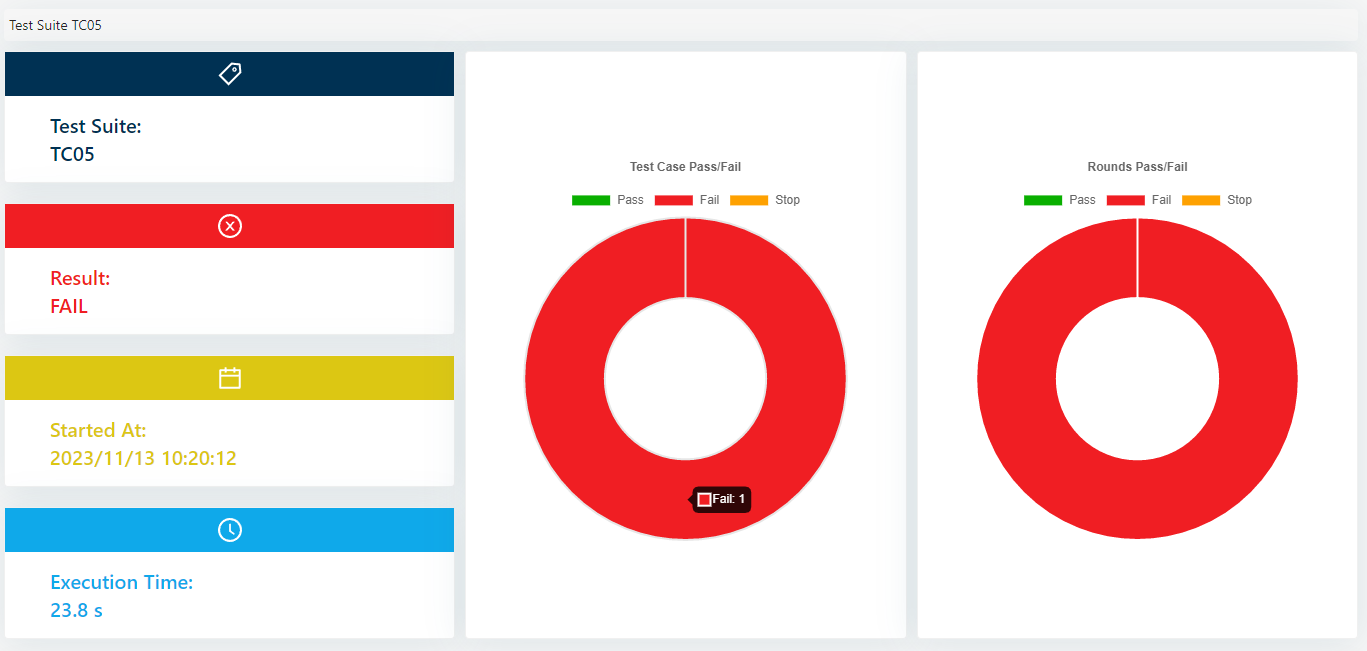 Test Suite TC05
Test Suite:
TC05
Result:
FAIL
Started At:
2023/11/13 10:20:12
Execution Time:
23.8 s
Test Case Pass/Fail
Pass Fail Stop
Fail: 1
Rounds Pass/Fail
Pass Fail Stop